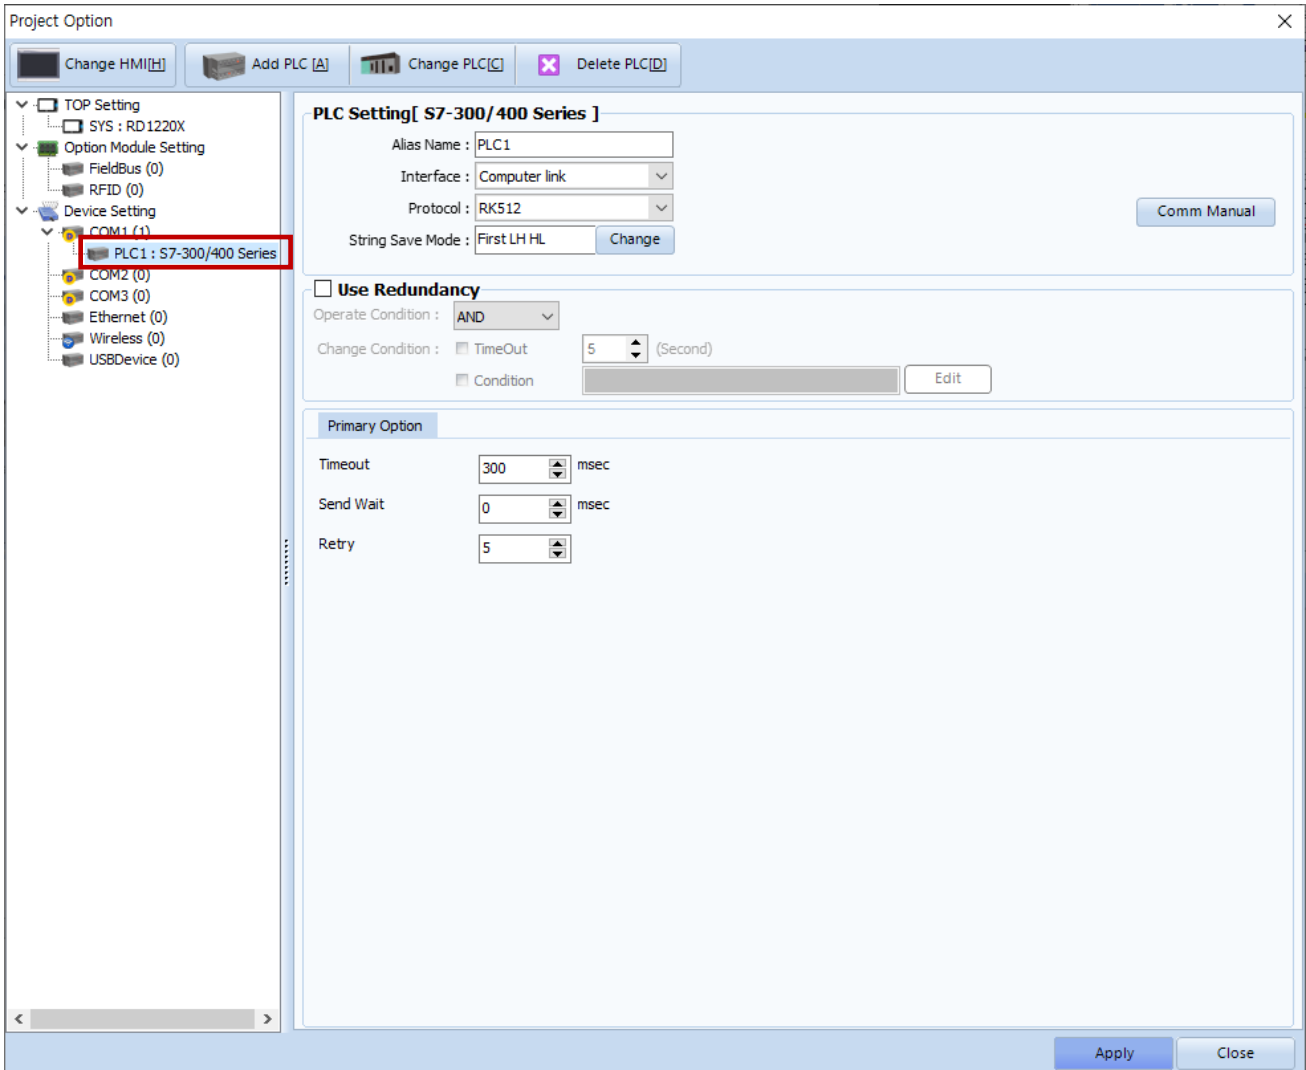 Project Option
Change HMI[H]
Add PLC [A]
Change PLC[C]
Delete PLC[D]
TOP Setting
SYS : RD1220X
Option Module Setting
FieldBus (0)
RFID (0)
Device Setting
COM1 (1)
PLC1 : S7-300/400 Series
COM2 (0)
COM3 (0)
Ethernet (0)
Wireless (0)
USBDevice (0)
PLC Setting[ S7-300/400 Series ]
Alias Name : PLC1
Interface : Computer link
Protocol : RK512
Comm Manual
String Save Mode : First LH HL Change
Use Redundancy
Operate Condition : AND
Change Condition : TimeOut 5 (Second)
Condition Edit
Primary Option
Timeout 300 msec
Send Wait 0 msec
Retry 5
Apply
Close